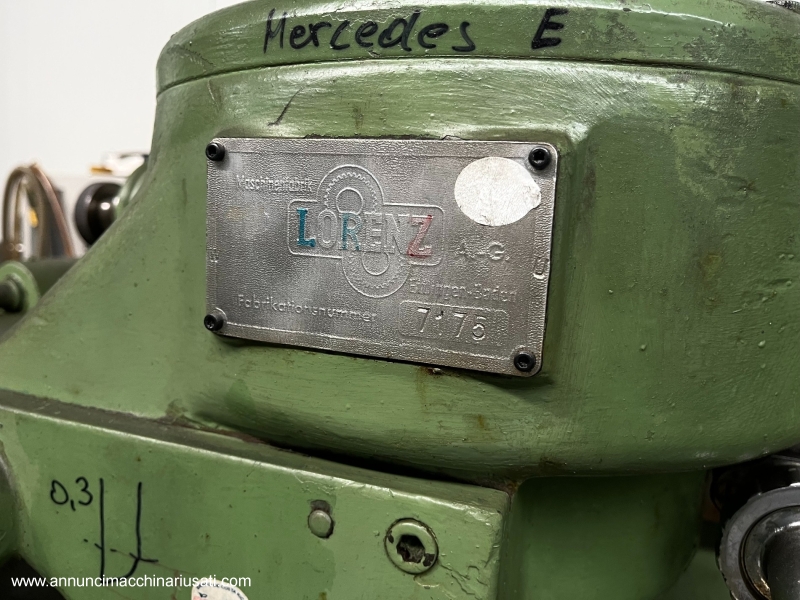 Mercedes E
Maschinenfabrik
LORENZ
A.-G.
Ettlingen-Baden
Fabrikationsnummer
7175
0,3
www.annuncimacchinariusati.com